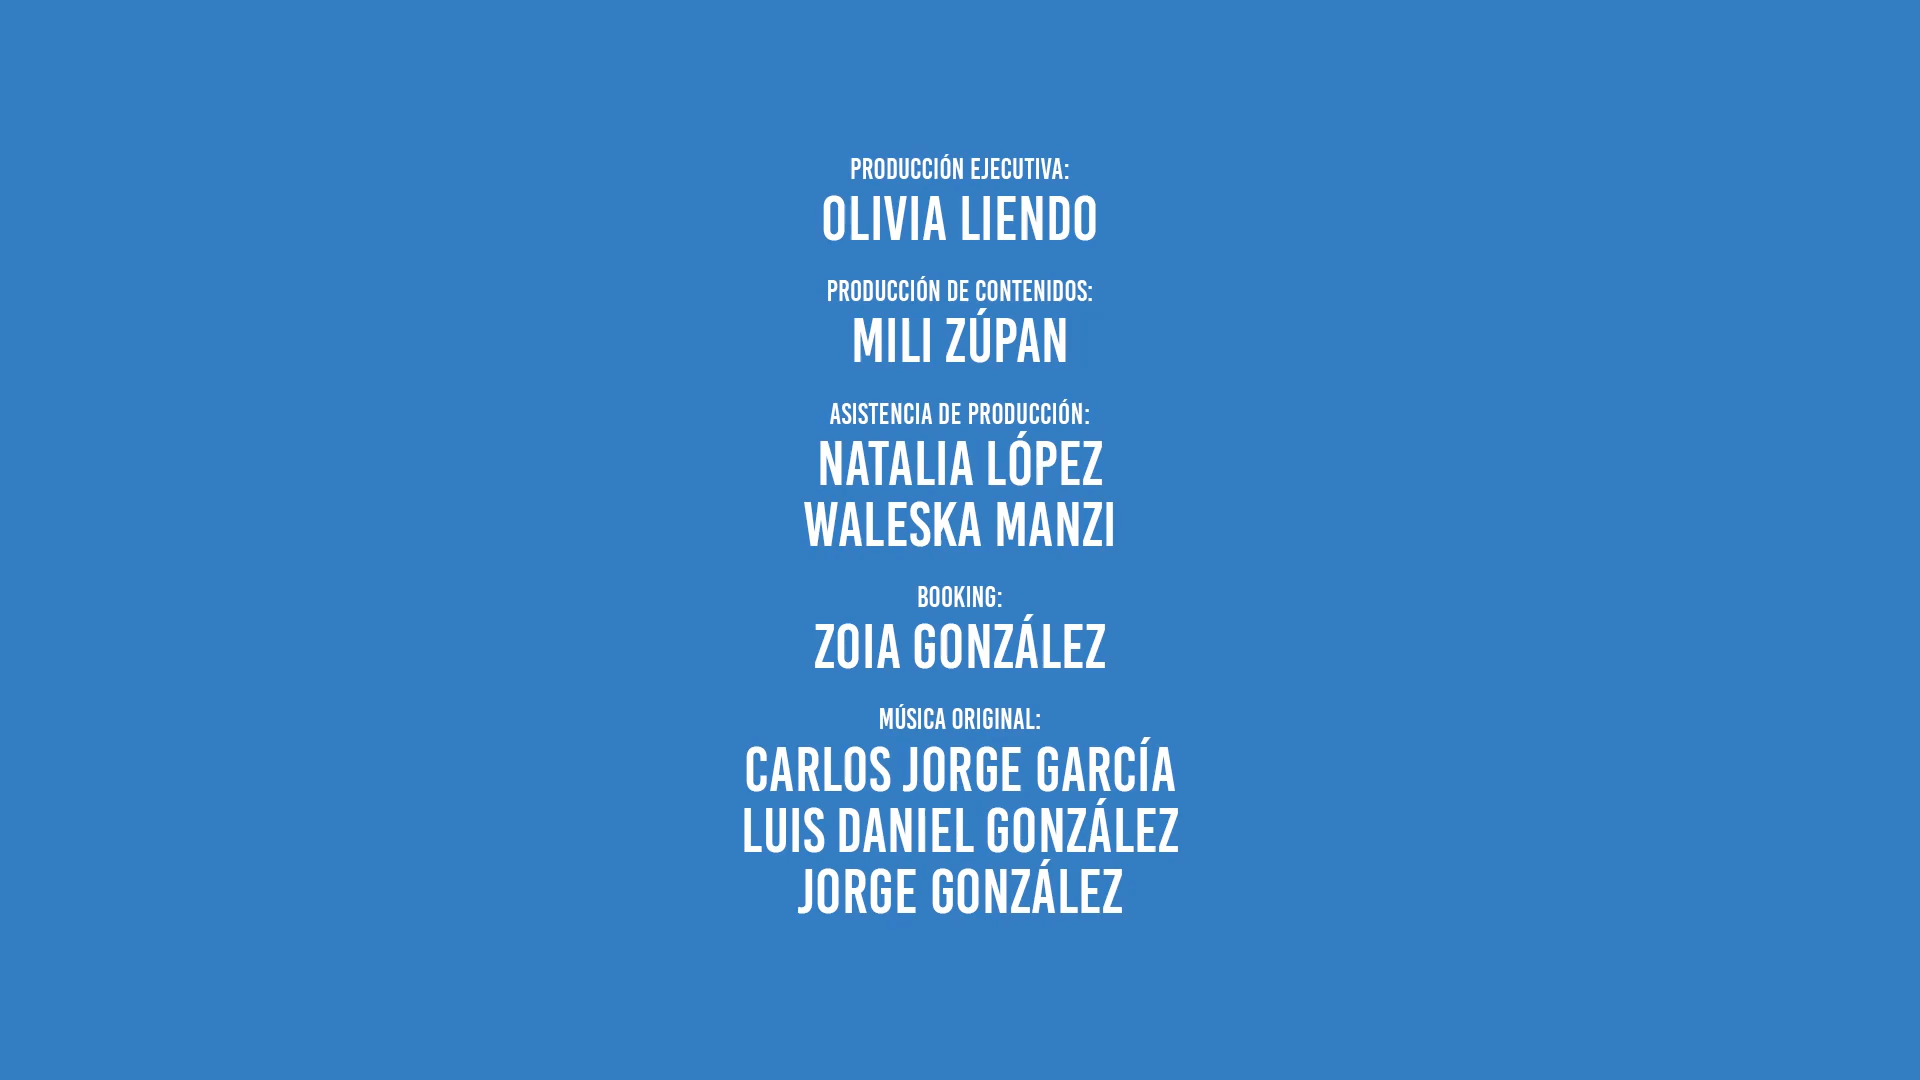 PRODUCCIÓN EJECUTIVA:
OLIVIA LIENDO
PRODUCCIÓN DE CONTENIDOS:
MILI ZÚPAN
ASISTENCIA DE PRODUCCIÓN:
NATALIA LÓPEZ
WALESKA MANZI
BOOKING:
ZOIA GONZÁLEZ
MÚSICA ORIGINAL:
CARLOS JORGE GARCÍA
LUIS DANIEL GONZÁLEZ
JORGE GONZÁLEZ